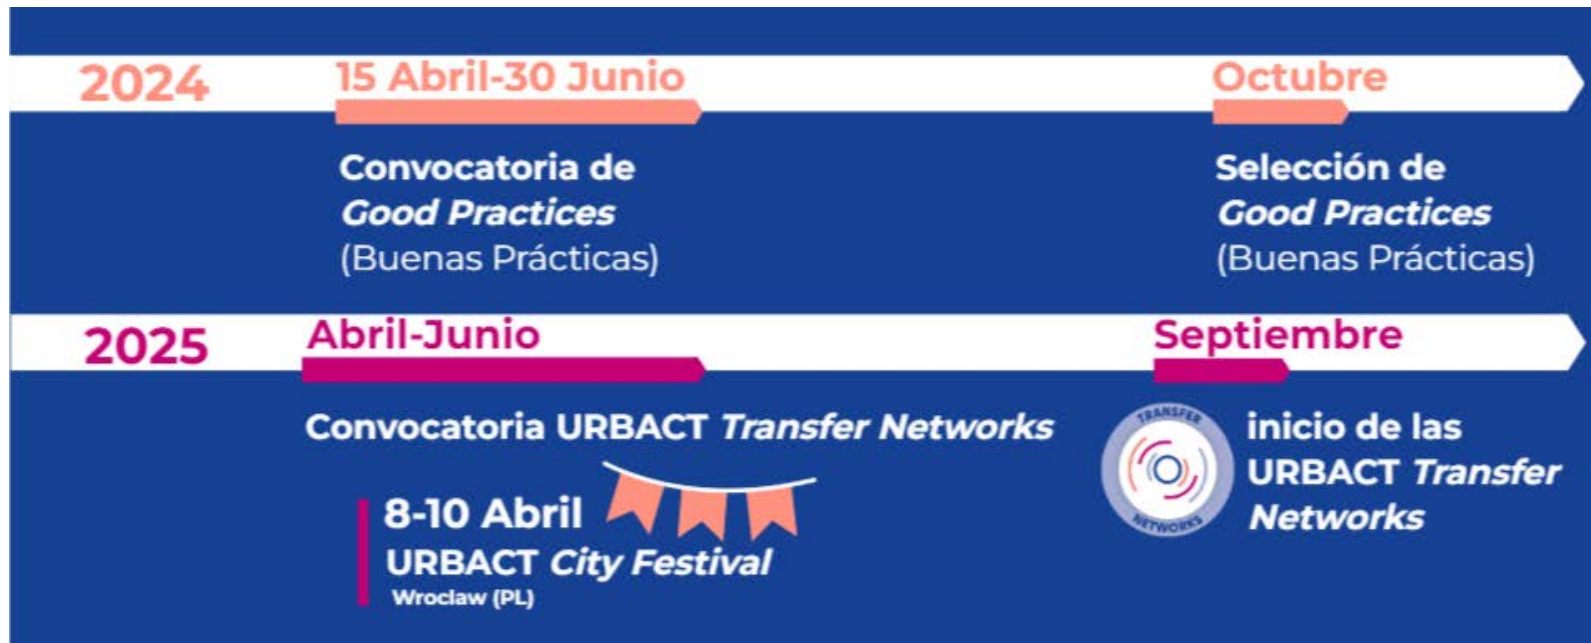 2024
15 Abril-30 Junio
Octubre
Convocatoria de
Good Practices
(Buenas Prácticas)
Selección de
Good Practices
(Buenas Prácticas)
2025
Abril-Junio
Septiembre
Convocatoria URBACT Transfer Networks
8-10 Abril
URBACT City Festival
Wroclaw (PL)
TRANSFER
NETWORKS
inicio de las
URBACT Transfer
Networks